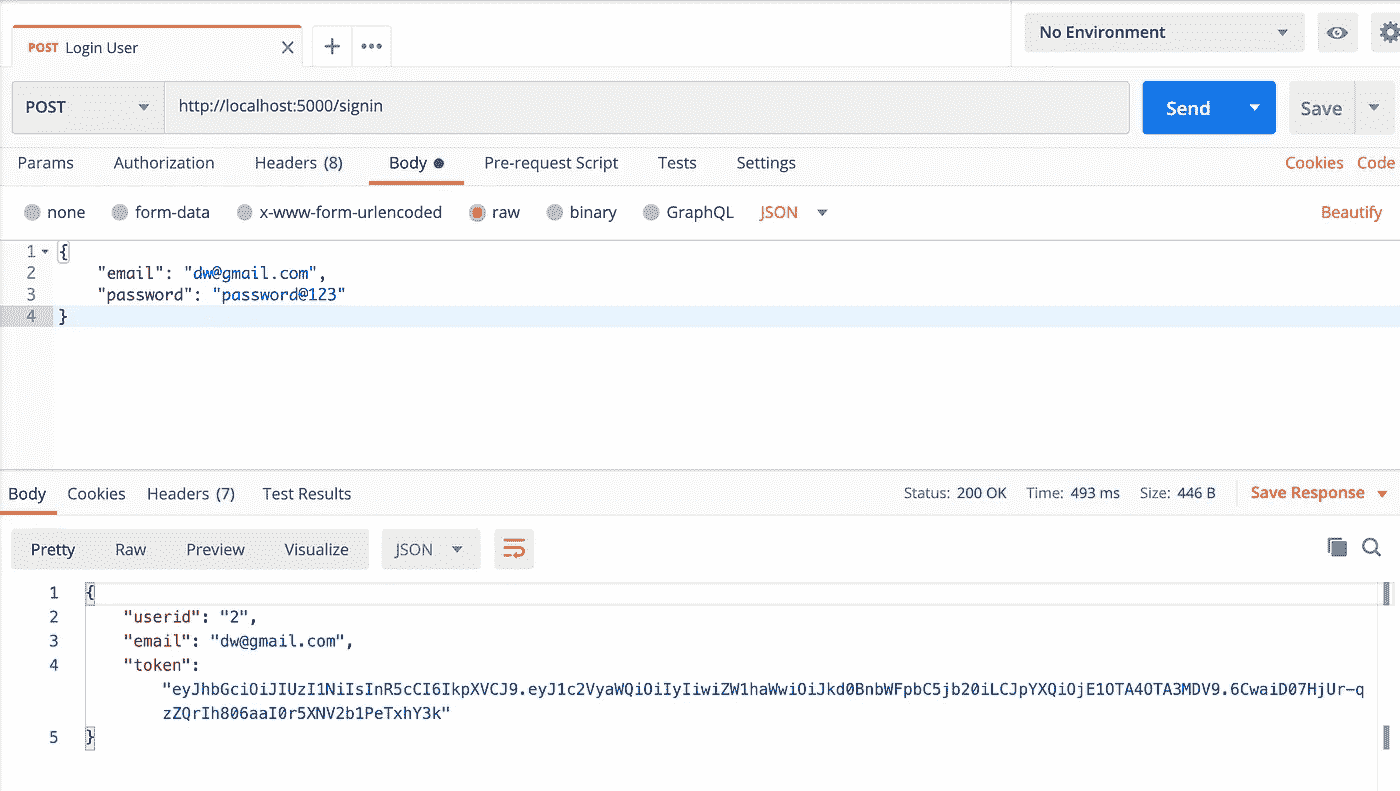 POST Login User
No Environment
POST http://localhost:5000/signin Send Save
Params Authorization Headers (8) Body Pre-request Script Tests Settings Cookies Code
none form-data x-www-form-urlencoded raw binary GraphQL JSON Beautify
1 {
2 "email": "dw@gmail.com",
3 "password": "password@123"
4 }
Body Cookies Headers (7) Test Results Status: 200 OK Time: 493 ms Size: 446 B Save Response
Pretty Raw Preview Visualize JSON
1 {
2 "userid": "2",
3 "email": "dw@gmail.com",
4 "token":
"eyJhbGciOiJIUzI1NiIsInR5cCI6IkpXVCJ9.eyJ1c2VyaWQiOiIyIiwiZW1haWwiOiJkd0BnbWFpbC5jb20iLCJpYXQiOjE1OTA4OTA3MDV9.6CwaiD07HjUr-q
zZQrIh806aaI0r5XNV2b1PeTxhY3k"
5 }